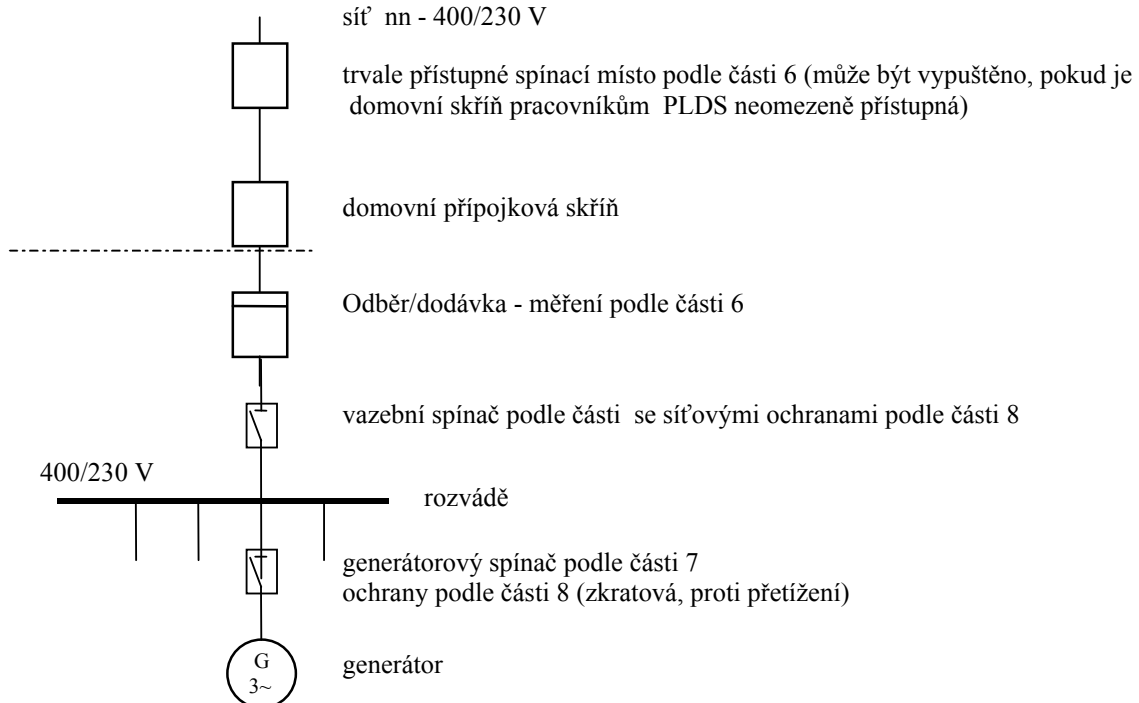 síť nn - 400/230 V
trvale přístupné spínací místo podle části 6 (může být vypuštěno, pokud je
domovní skříň pracovníkům PLDS neomezeně přístupná)
domovní přípojková skříň
Odběr/dodávka - měření podle části 6
vazební spínač podle části se síťovými ochranami podle části 8
400/230 V
rozvádě
generátorový spínač podle části 7
ochrany podle části 8 (zkratová, proti přetížení)
G
3~
generátor